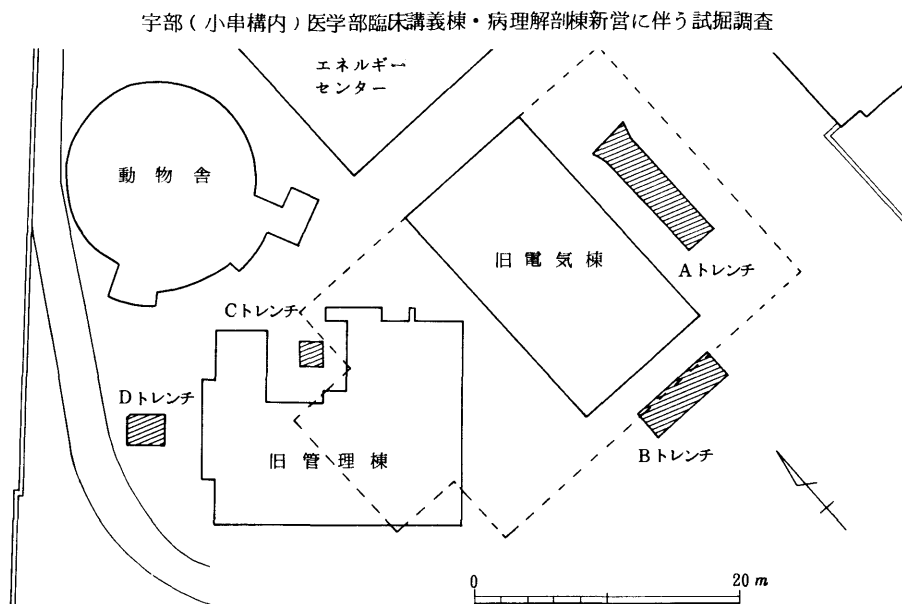 宇部(小串構内)医学部臨床講義棟・病理解剖棟新営に伴う試掘調査
エネルギー
センター
動物舎
旧電気棟
Aトレンチ
Cトレンチ
Dトレンチ
旧管理棟
Bトレンチ
0 20 m